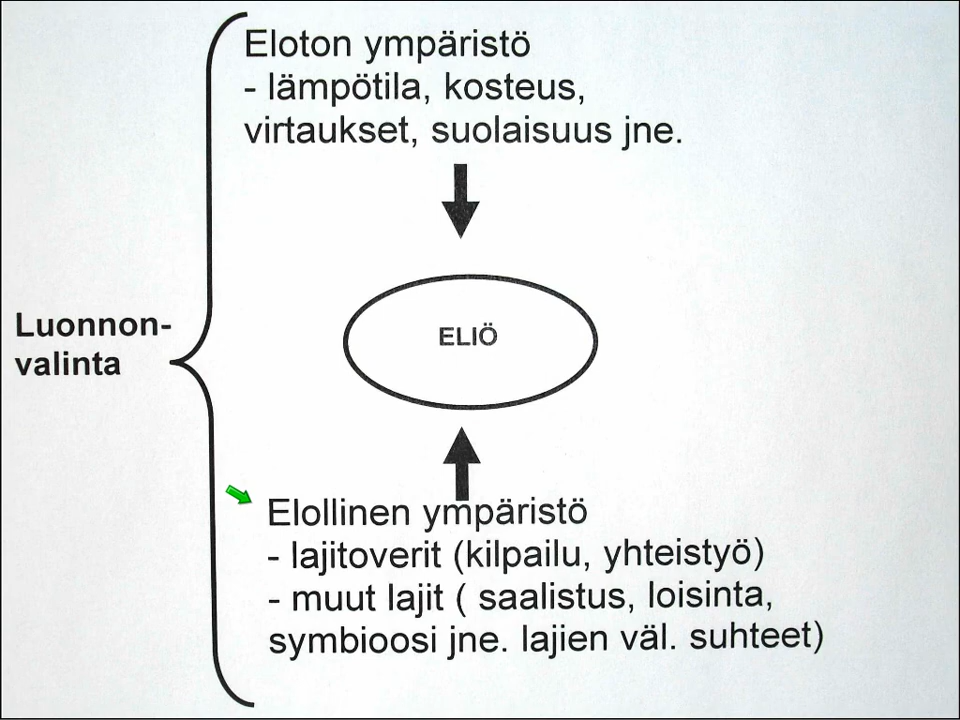 Eloton ympäristö
- lämpötila, kosteus,
virtaukset, suolaisuus jne.
Luonnon-
valinta
ELIÖ
Elollinen ympäristö
- lajitoverit (kilpailu, yhteistyö)
- muut lajit ( saalistus, loisinta,
symbioosi jne. lajien väl. suhteet)